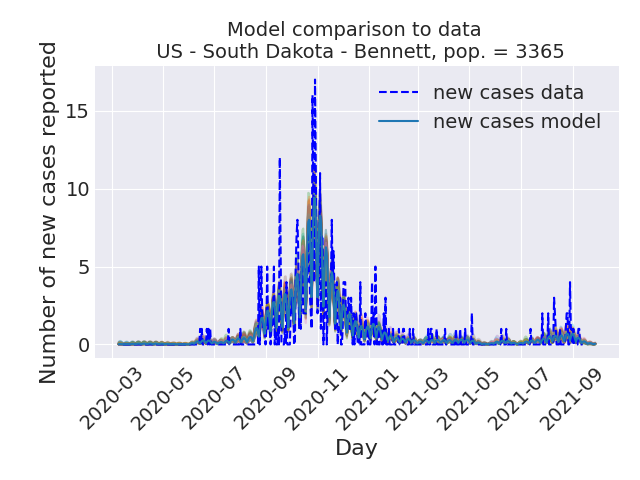 Model comparison to data
US - South Dakota - Bennett, pop. = 3365
new cases data
new cases model
Number of new cases reported
15
10
5
0
2020-03
2020-05
2020-07
2020-09
2020-11
2021-01
2021-03
2021-05
2021-07
2021-09
Day